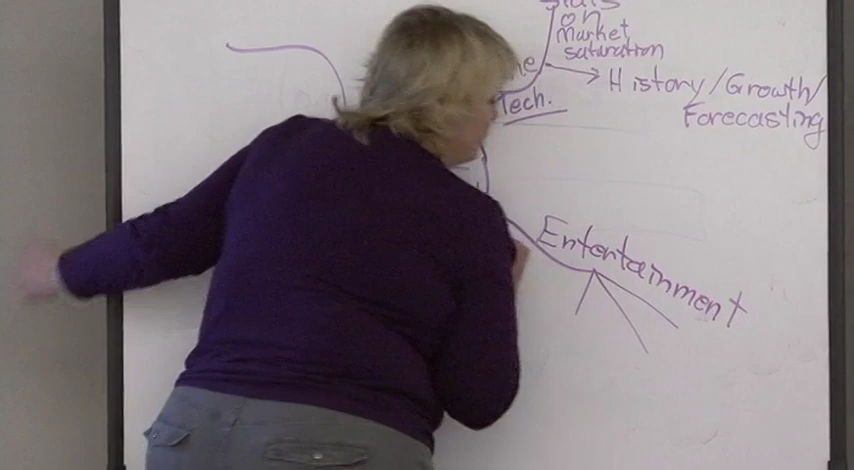 on
Market
saturation
History/Growth/
Forecasting
Tech.
Entertainment